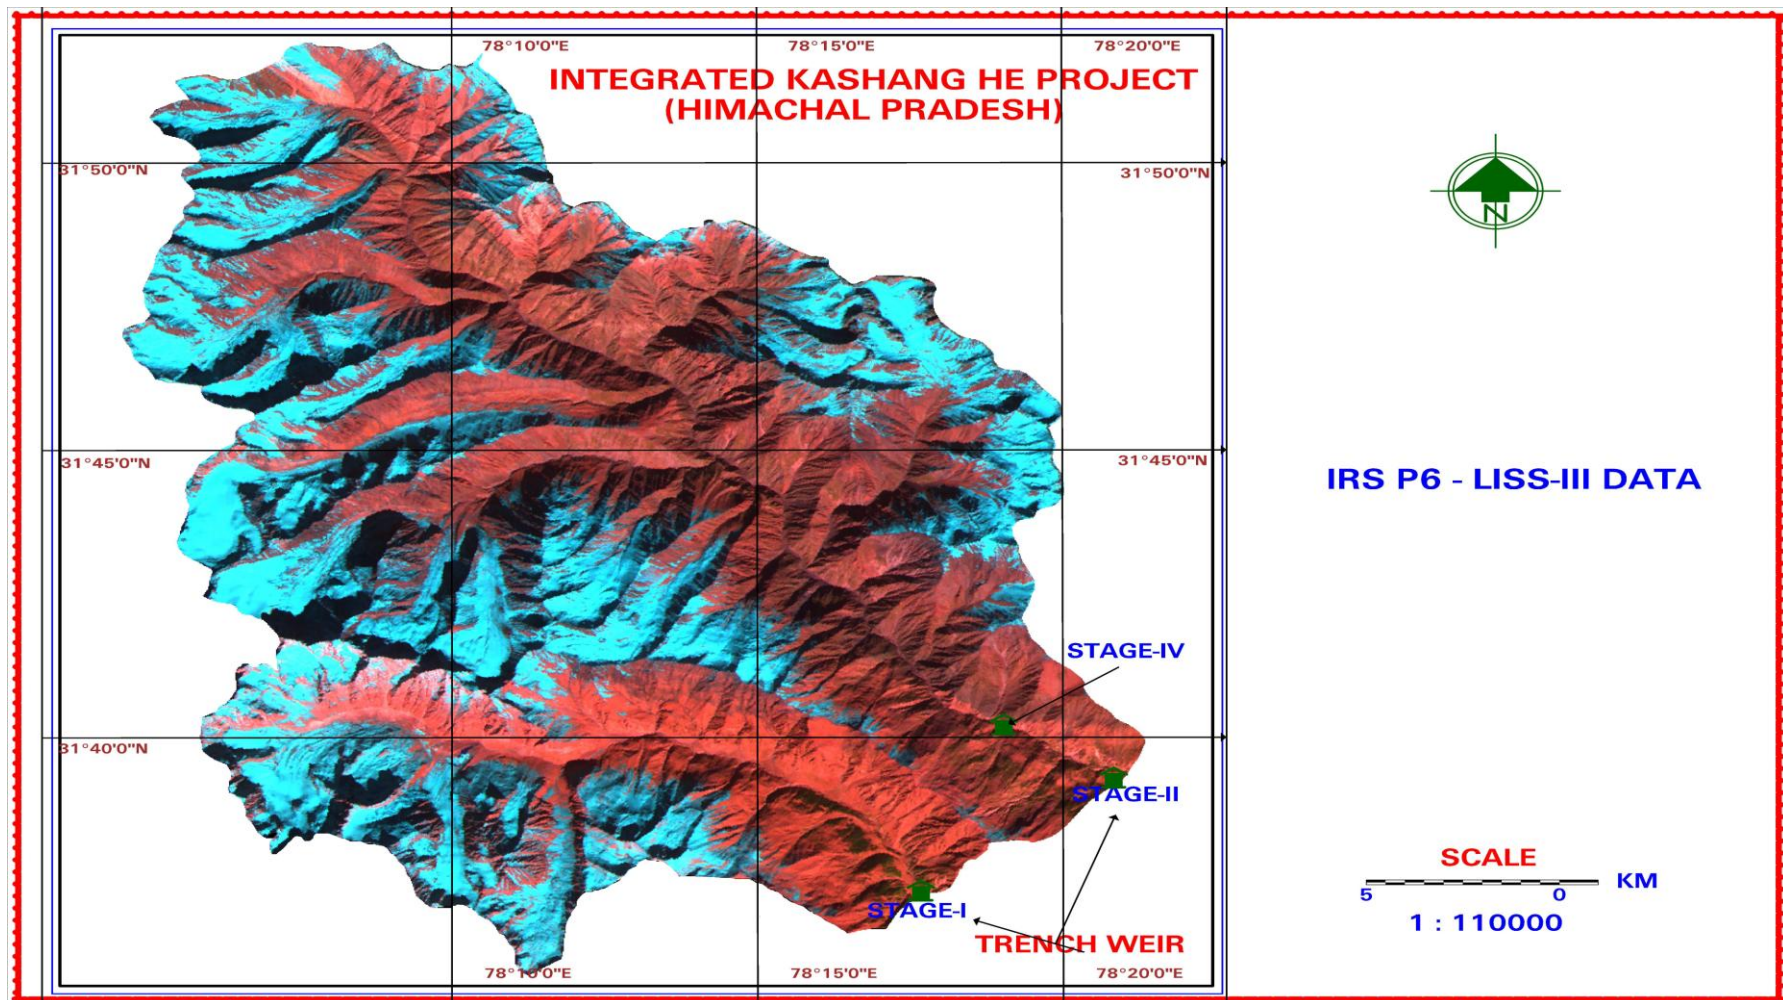 78°10'0"E 78°15'0"E 78°20'0"E
INTEGRATED KASHANG HE PROJECT
(HIMACHAL PRADESH)
31°50'0"N 31°50'0"N
N
31°45'0"N 31°45'0"N
IRS P6 - LISS-III DATA
STAGE-IV
31°40'0"N
STAGE-II
SCALE
5 0 KM
1 : 110000
STAGE-I
TRENCH WEIR
78°10'0"E 78°15'0"E 78°20'0"E